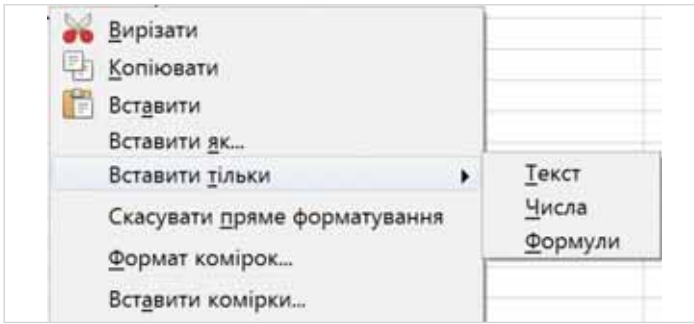 Вирізати
Копіювати
Вставити
Вставити як...
Вставити тільки
Текст
Числа
Формули
Скасувати пряме форматування
Формат комірок...
Вставити комірки...